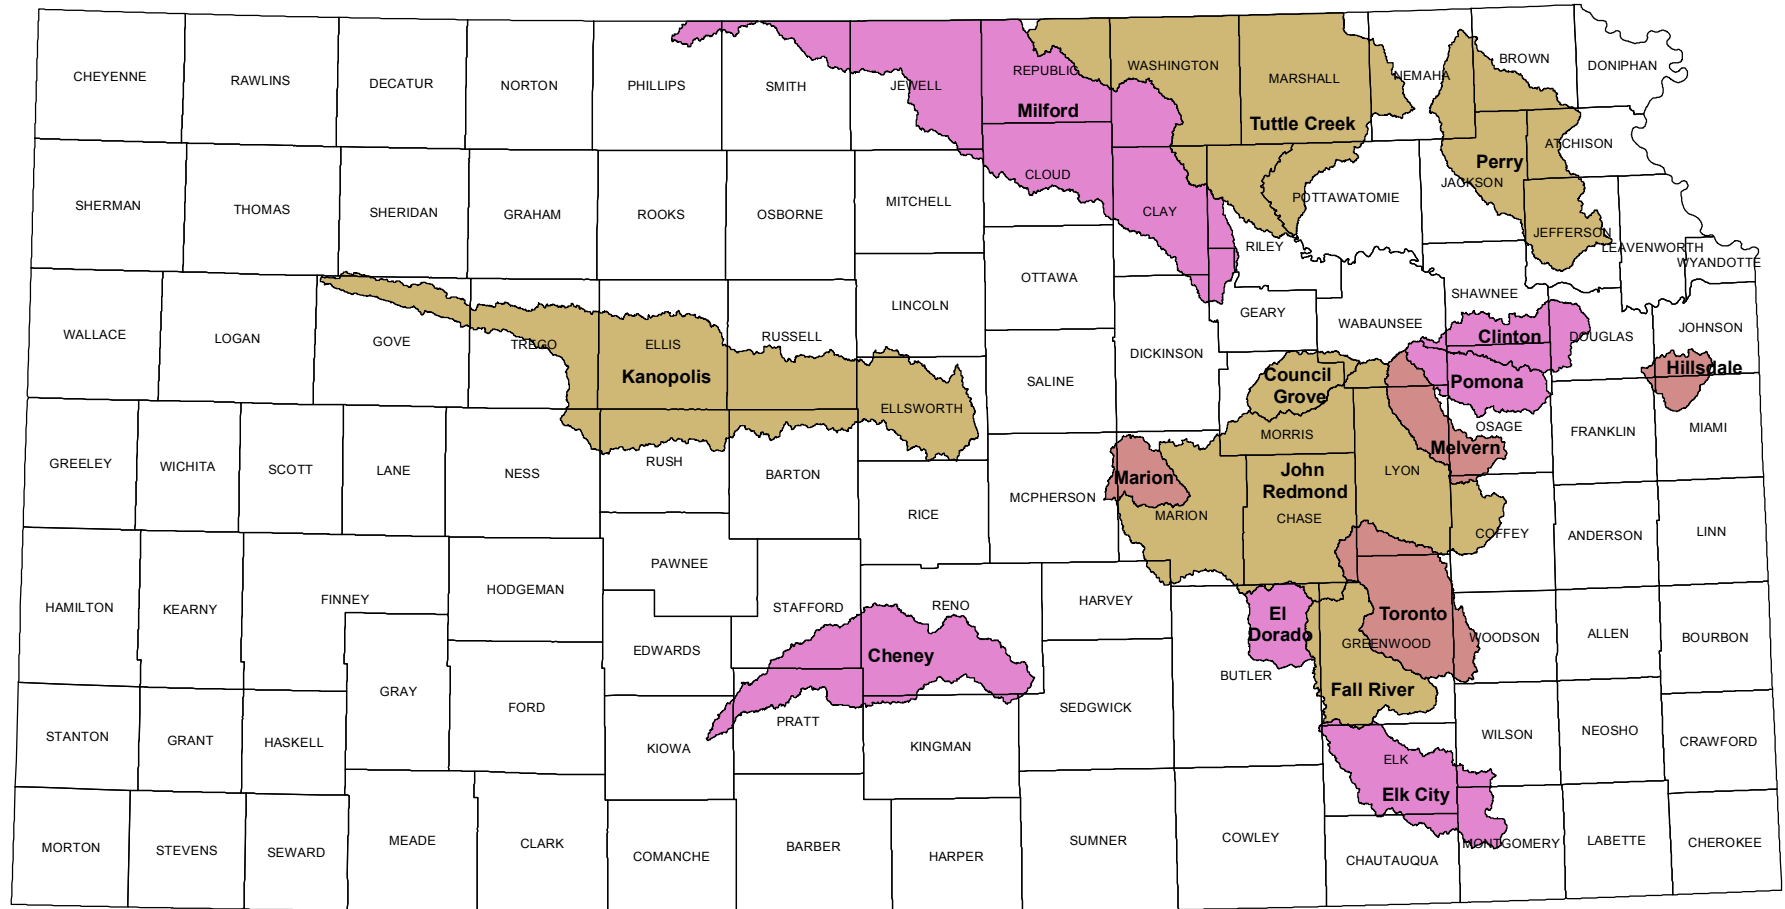 CHEYENNE
RAWLINS
DECATUR
NORTON
PHILLIPS
SMITH
JEWELL
REPUBLIC
WASHINGTON
MARSHALL
NEMAHA
BROWN
DONIPHAN
Milford
Tuttle Creek
Perry
ATCHISON
SHERMAN
THOMAS
SHERIDAN
GRAHAM
ROOKS
OSBORNE
MITCHELL
CLOUD
CLAY
RILEY
POTTAWATOMIE
JACKSON
JEFFERSON
LEAVENWORTH
WYANDOTTE
WALLACE
LOGAN
GOVE
TREGO
ELLIS
Kanopolis
RUSSELL
LINCOLN
OTTAWA
ELLSWORTH
SALINE
DICKINSON
GEARY
WABAUNSEE
SHAWNEE
Clinton
DOUGLAS
JOHNSON
Hillsdale
Pomona
Council
Grove
MORRIS
OSAGE
FRANKLIN
MIAMI
Melvern
GREELEY
WICHITA
SCOTT
LANE
NESS
RUSH
BARTON
RICE
MCPHERSON
Marion
MARION
John
Redmond
CHASE
LYON
COFFEY
ANDERSON
LINN
HAMILTON
KEARNY
FINNEY
HODGEMAN
PAWNEE
STAFFORD
RENO
HARVEY
EDWARDS
GRAY
FORD
Cheney
El
Dorado
BUTLER
Toronto
GREENWOOD
WOODSON
ALLEN
BOURBON
Fall River
STANTON
GRANT
HASKELL
KIOWA
PRATT
KINGMAN
SEDGWICK
ELK
Elk City
WILSON
NEOSHO
CRAWFORD
MORTON
STEVENS
SEWARD
MEADE
CLARK
COMANCHE
BARBER
HARPER
SUMNER
COWLEY
CHAUTAUQUA
MONTGOMERY
LABETTE
CHEROKEE